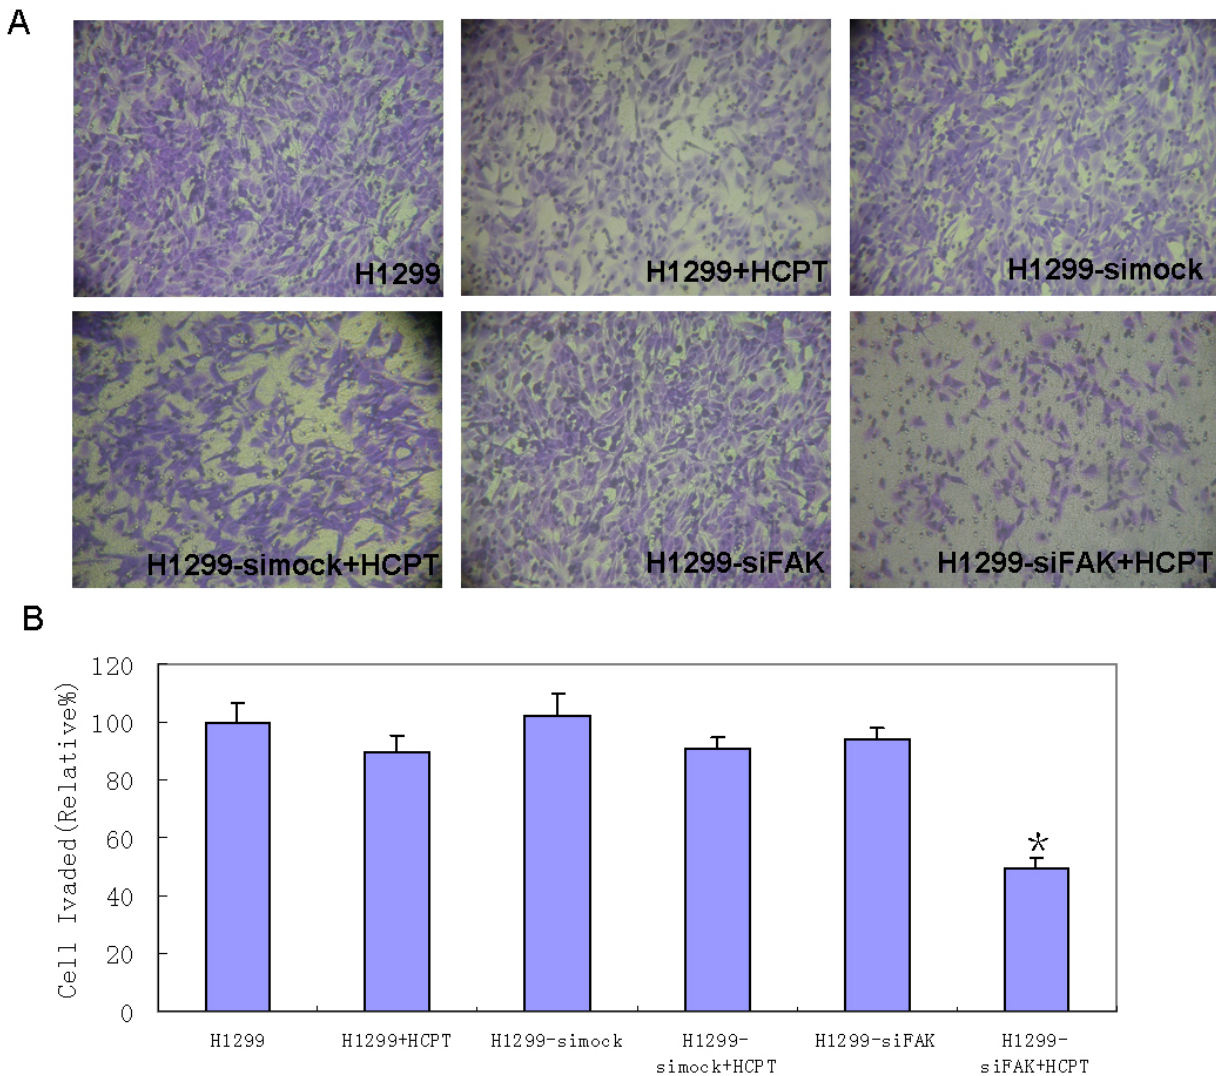 A
H1299
H1299+HCPT
H1299-simock
H1299-simock+HCPT
H1299-siFAK
H1299-siFAK+HCPT
B
Cell Ivaded(Relative%)
120
100
80
60
40
20
0
*
H1299
H1299+HCPT
H1299-simock
H1299-
simock+HCPT
H1299-siFAK
H1299-
siFAK+HCPT